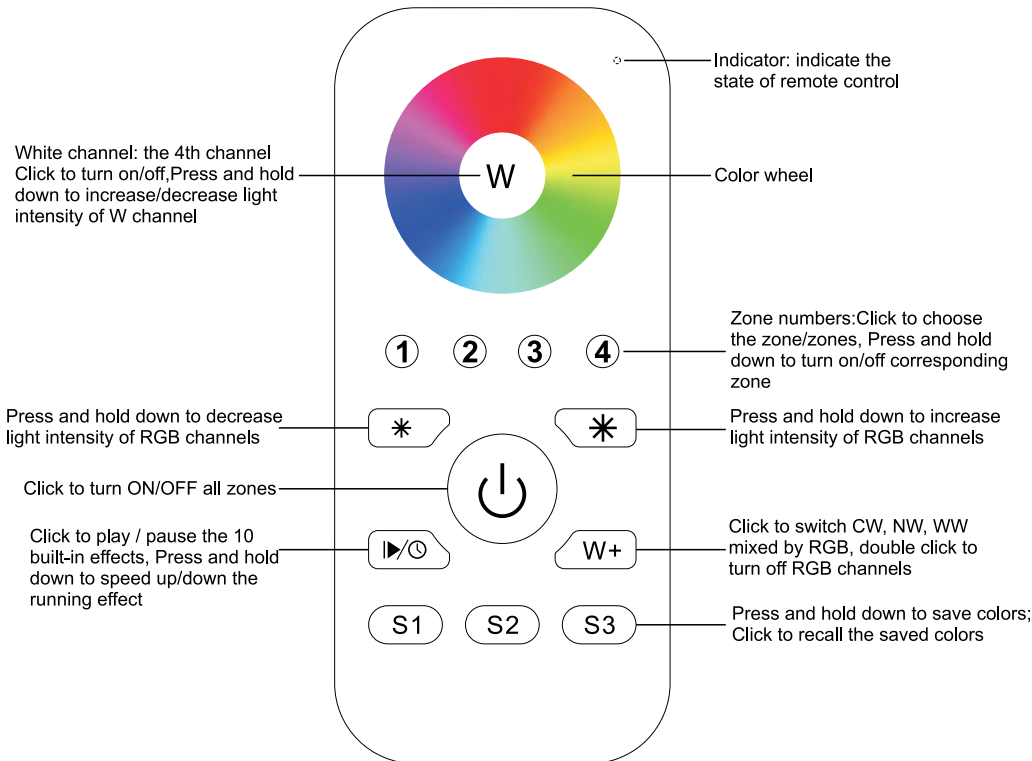 Indicator: indicate the
state of remote control
White channel: the 4th channel
Click to turn on/off,Press and hold
down to increase/decrease light
intensity of W channel
W
Color wheel
Zone numbers:Click to choose
the zone/zones, Press and hold
down to turn on/off corresponding
zone
1 2 3 4
Press and hold down to decrease
light intensity of RGB channels
Press and hold down to increase
light intensity of RGB channels
Click to turn ON/OFF all zones
Click to play / pause the 10
built-in effects, Press and hold
down to speed up/down the
running effect
W+
Click to switch CW, NW, WW
mixed by RGB, double click to
turn off RGB channels
S1 S2 S3
Press and hold down to save colors;
Click to recall the saved colors